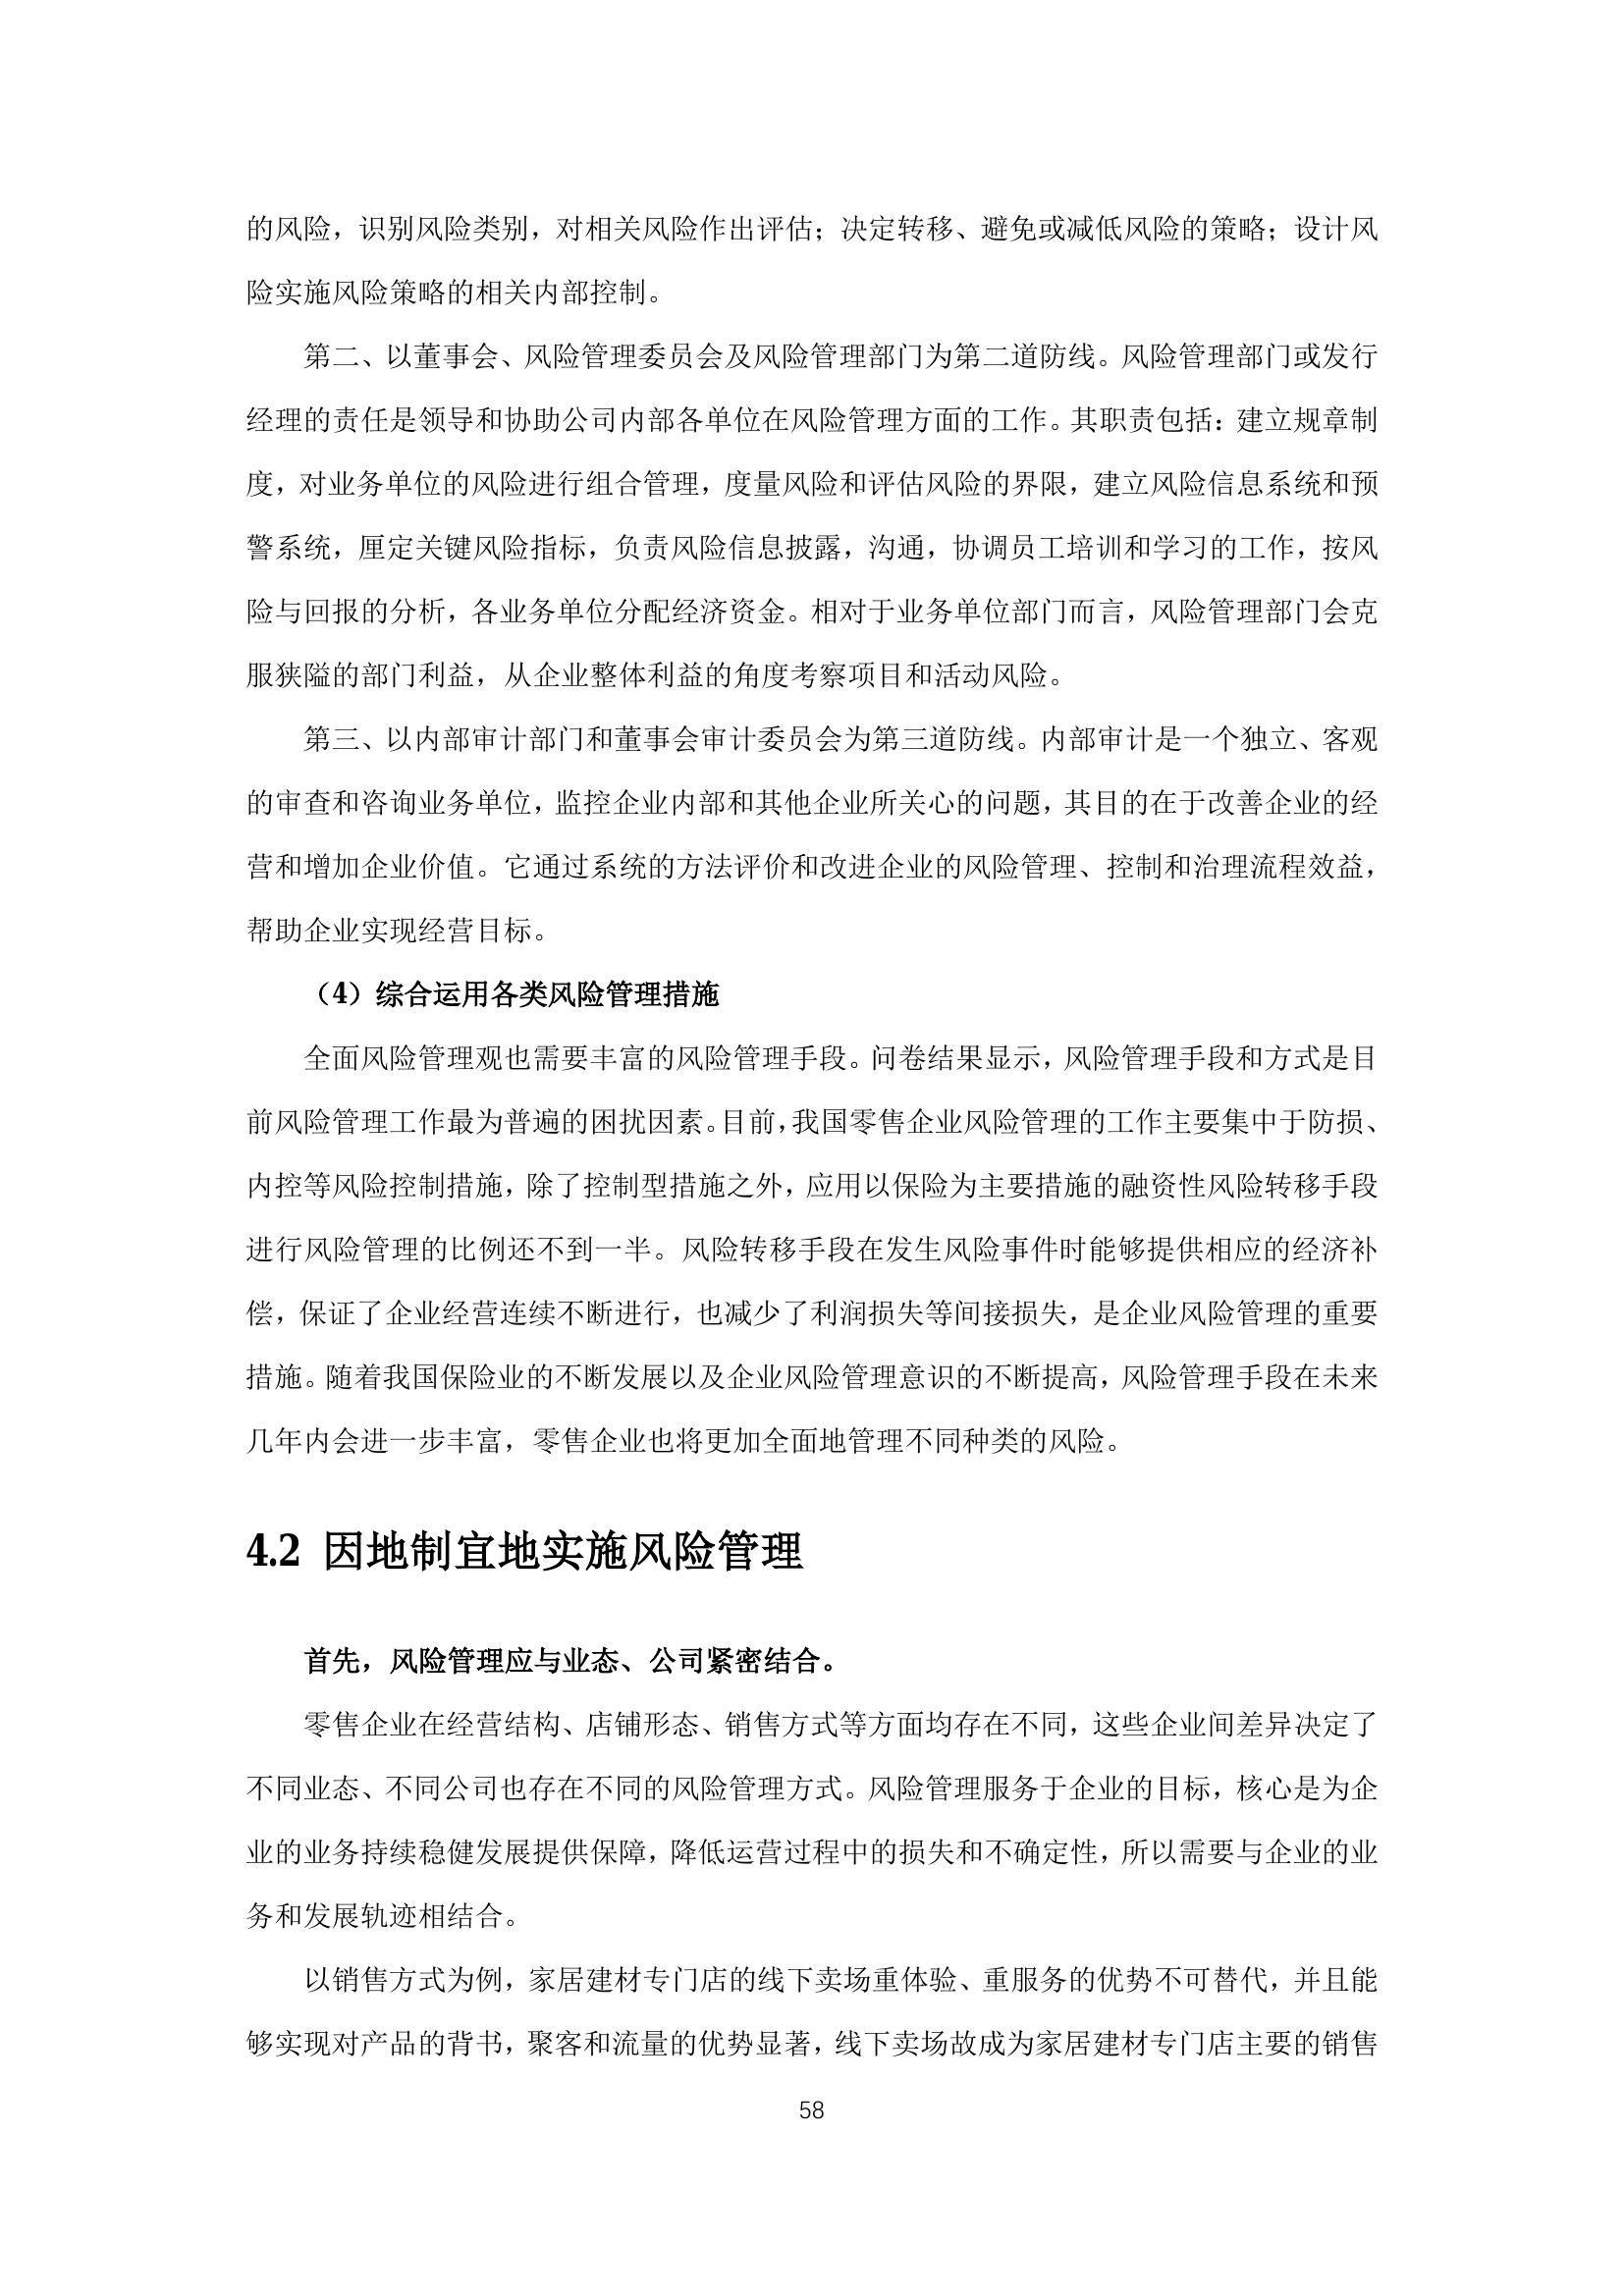 的风险，识别风险类别，对相关风险作出评估；决定转移、避免或减低风险的策略；设计风
险实施风险策略的相关内部控制。
第二、以董事会、风险管理委员会及风险管理部门为第二道防线。风险管理部门或发行
经理的责任是领导和协助公司内部各单位在风险管理方面的工作。其职责包括：建立规章制
度，对业务单位的风险进行组合管理，度量风险和评估风险的界限，建立风险信息系统和预
警系统，厘定关键风险指标，负责风险信息披露，沟通，协调员工培训和学习的工作，按风
险与回报的分析，各业务单位分配经济资金。相对于业务单位部门而言，风险管理部门会克
服狭隘的部门利益，从企业整体利益的角度考察项目和活动风险。
第三、以内部审计部门和董事会审计委员会为第三道防线。内部审计是一个独立、客观
的审查和咨询业务单位，监控企业内部和其他企业所关心的问题，其目的在于改善企业的经
营和增加企业价值。它通过系统的方法评价和改进企业的风险管理、控制和治理流程效益，
帮助企业实现经营目标。
（4）综合运用各类风险管理措施
全面风险管理观也需要丰富的风险管理手段。问卷结果显示，风险管理手段和方式是目
前风险管理工作最为普遍的困扰因素。目前，我国零售企业风险管理的工作主要集中于防损、
内控等风险控制措施，除了控制型措施之外，应用以保险为主要措施的融资性风险转移手段
进行风险管理的比例还不到一半。风险转移手段在发生风险事件时能够提供相应的经济补
偿，保证了企业经营连续不断进行，也减少了利润损失等间接损失，是企业风险管理的重要
措施。随着我国保险业的不断发展以及企业风险管理意识的不断提高，风险管理手段在未来
几年内会进一步丰富，零售企业也将更加全面地管理不同种类的风险。
4.2 因地制宜地实施风险管理
首先，风险管理应与业态、公司紧密结合。
零售企业在经营结构、店铺形态、销售方式等方面均存在不同，这些企业间差异决定了
不同业态、不同公司也存在不同的风险管理方式。风险管理服务于企业的目标，核心是为企
业的业务持续稳健发展提供保障，降低运营过程中的损失和不确定性，所以需要与企业的业
务和发展轨迹相结合。
以销售方式为例，家居建材专门店的线下卖场重体验、重服务的优势不可替代，并且能
够实现对产品的背书，聚客和流量的优势显著，线下卖场故成为家居建材专门店主要的销售
58